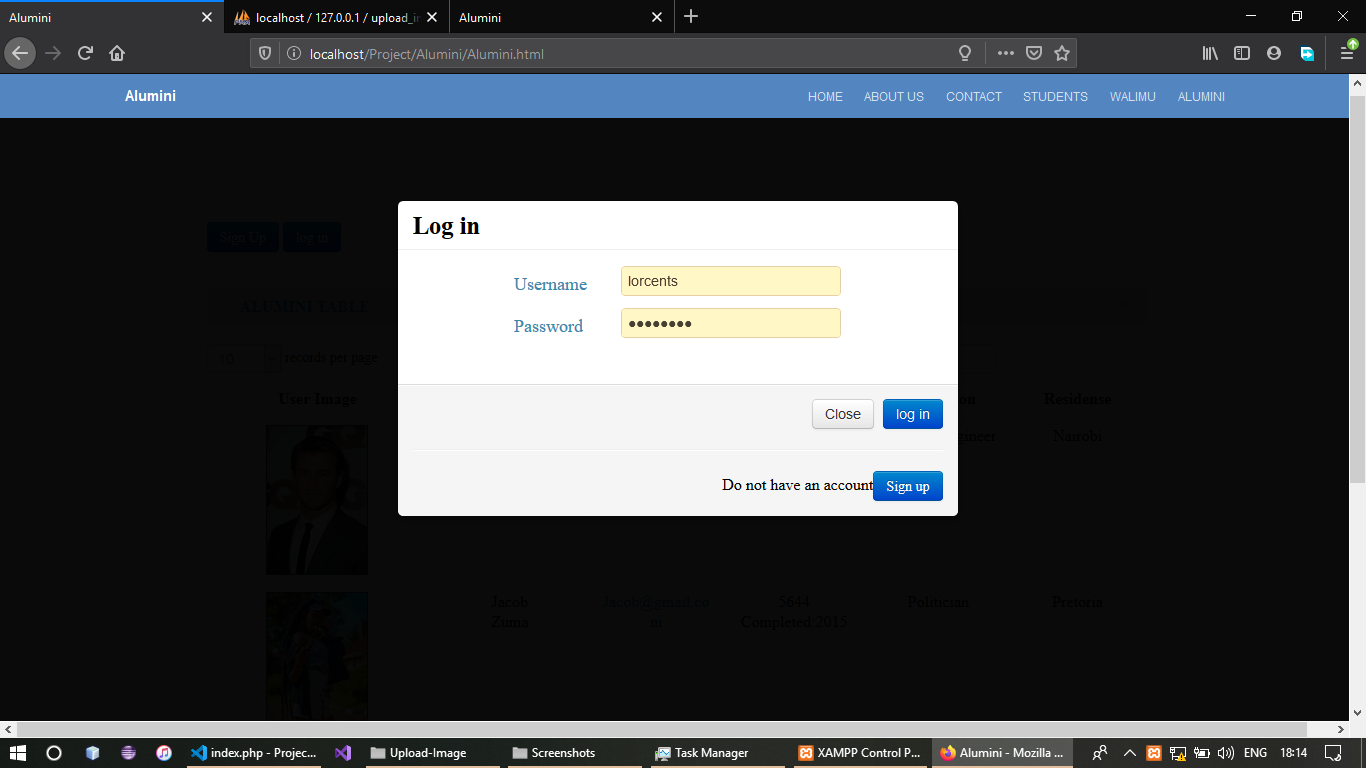 Alumini
localhost / 127.0.0.1 / upload_i
Alumini
localhost/Project/Alumini/Alumini.html
Alumini
HOME ABOUT US CONTACT STUDENTS WALIMU ALUMINI
Sign Up log in
Log in
Username lorcents
Password ●●●●●●●●
ALUMINI TABLE
10 records per page
User Image Residense
Nairobi
Close log in
Do not have an account Sign up
Jacob Zuma Jacob@gmail.co 5644 Politician Pretoria
Completed:2015
index.php - Projec... Upload-Image Screenshots Task Manager XAMPP Control P... Alumini - Mozilla ... ENG 18:14